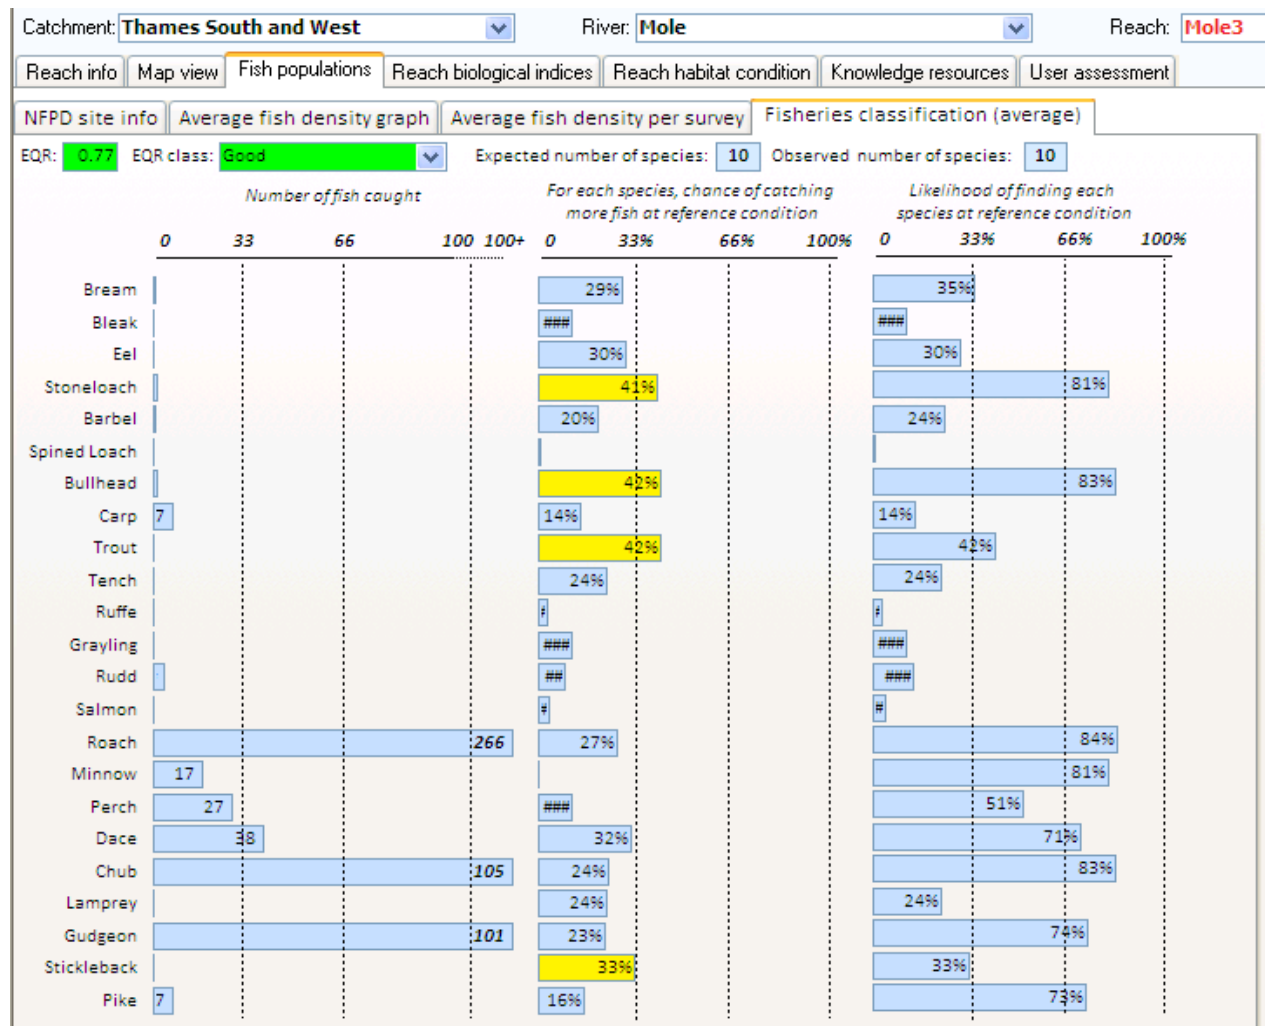 Catchment: Thames South and West River: Mole Reach: Mole3
Reach info Map view Fish populations Reach biological indices Reach habitat condition Knowledge resources User assessment
NFPD site info Average fish density graph Average fish density per survey Fisheries classification (average)
EQR: 0.77 EQR class: Good Expected number of species: 10 Observed number of species: 10
Number of fish caught
For each species, chance of catching
more fish at reference condition
Likelihood of finding each
species at reference condition
0 33 66 100 100+ 0 33% 66% 100% 0 33% 66% 100%
Bream 29% 35%
Bleak ### ###
Eel 30% 30%
Stoneloach 41% 81%
Barbel 20% 24%
Spined Loach
Bullhead 42% 83%
Carp 7 14% 14%
Trout 42% 42%
Tench 24% 24%
Ruffe # #
Grayling ### ###
Rudd ## ###
Salmon # #
Roach 266 27% 84%
Minnow 17 81%
Perch 27 ### 51%
Dace 38 32% 71%
Chub 105 24% 83%
Lamprey 24% 24%
Gudgeon 101 23% 74%
Stickleback 33% 33%
Pike 7 16% 73%